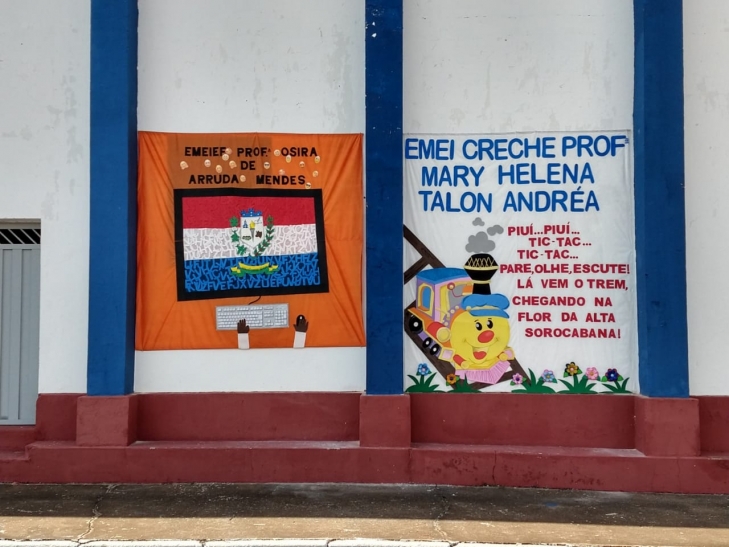 EMEIEF PROFª OSIRA
DE
ARRUDA MENDES
EMEI CRECHE PROFª
MARY HELENA
TALON ANDRÉA
PIUÍ...PIUÍ...
TIC-TAC...
TIC-TAC...
PARE,OLHE,ESCUTE!
LÁ VEM O TREM,
CHEGANDO NA
FLOR DA ALTA
SOROCABANA!